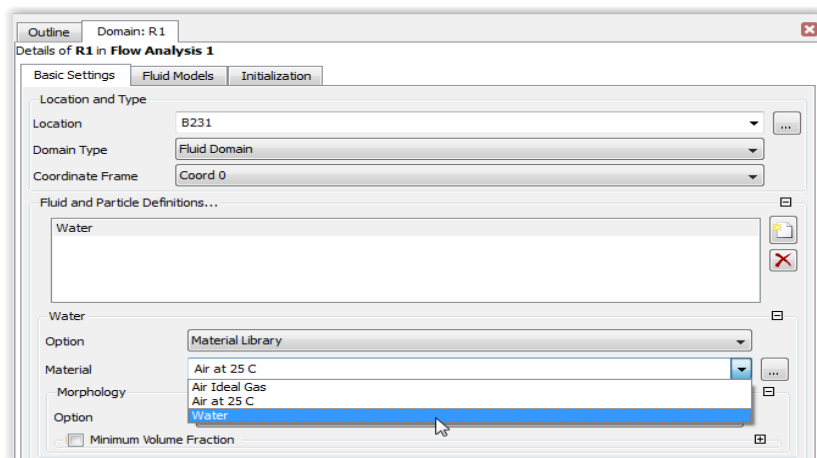 Outline Domain: R1
Details of R1 in Flow Analysis 1
Basic Settings Fluid Models Initialization
Location and Type
Location B231 ...
Domain Type Fluid Domain
Coordinate Frame Coord 0
Fluid and Particle Definitions...
Water
Water
Option Material Library
Material Air at 25 C ...
Air Ideal Gas
Morphology
Air at 25 C
Option Water
Minimum Volume Fraction